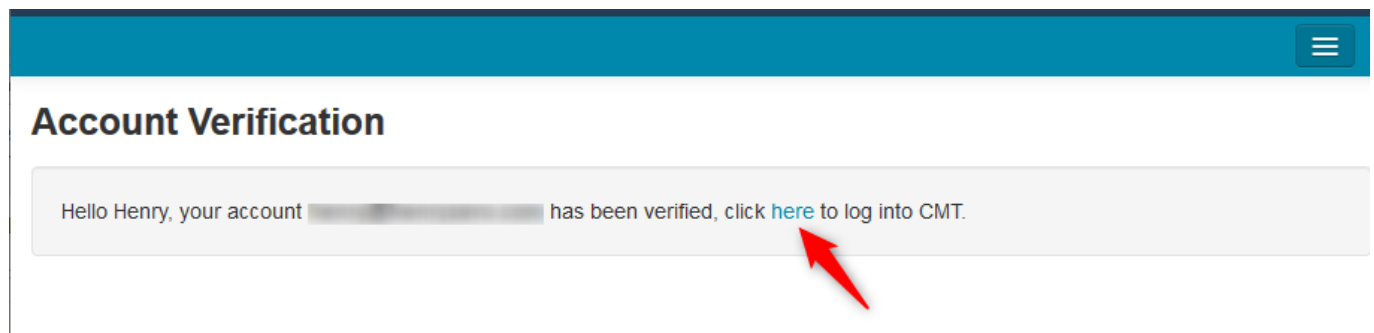 Account Verification
Hello Henry, your account has been verified, click here to log into CMT.